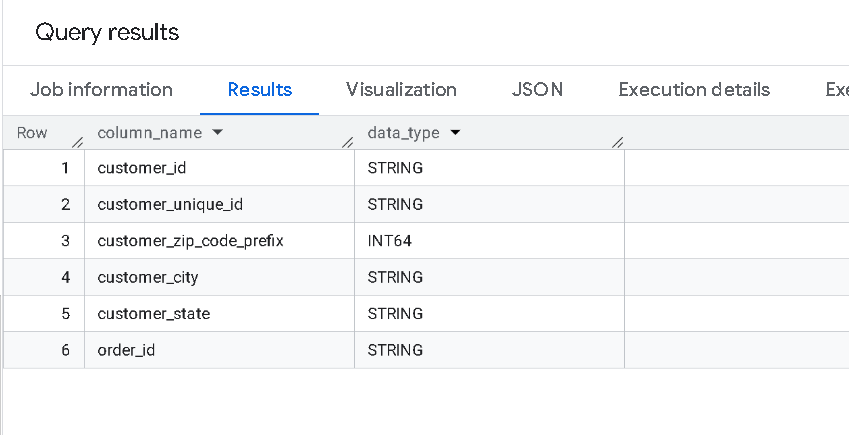 Query results
Job information Results Visualization JSON Execution details Exe
Row column_name data_type
1 customer_id STRING
2 customer_unique_id STRING
3 customer_zip_code_prefix INT64
4 customer_city STRING
5 customer_state STRING
6 order_id STRING